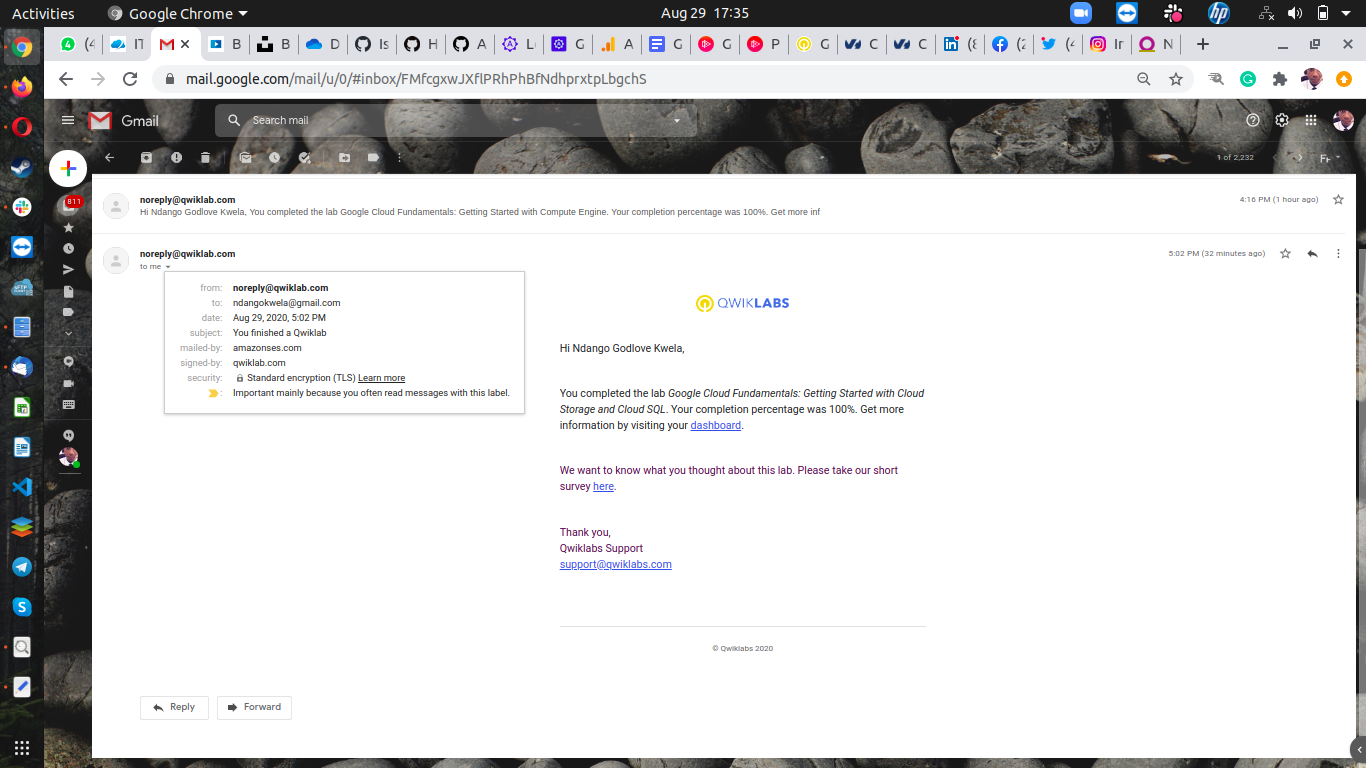 Activities
Google Chrome
Aug 29 17:35
4
(4
IT
M
B
B
D
Is
H
A
L
G
A
G
G
P
G
C
C
(8
(2
(4
In
N
mail.google.com/mail/u/0/#inbox/FMfcgxwJXflPRhPhBfNdhprxtpLbgchS
Gmail
Search mail
1 of 2,232
811
noreply@qwiklab.com
4:16 PM (1 hour ago)
Hi Ndango Godlove Kwela, You completed the lab Google Cloud Fundamentals: Getting Started with Compute Engine. Your completion percentage was 100%. Get more inf
noreply@qwiklab.com
5:02 PM (32 minutes ago)
to me
from: noreply@qwiklab.com
to: ndangokwela@gmail.com
date: Aug 29, 2020, 5:02 PM
subject: You finished a Qwiklab
mailed-by: amazonses.com
signed-by: qwiklab.com
security: Standard encryption (TLS) Learn more
: Important mainly because you often read messages with this label.
QWIKLABS
Hi Ndango Godlove Kwela,
You completed the lab Google Cloud Fundamentals: Getting Started with Cloud
Storage and Cloud SQL. Your completion percentage was 100%. Get more
information by visiting your dashboard.
We want to know what you thought about this lab. Please take our short
survey here.
Thank you,
Qwiklabs Support
support@qwiklabs.com
© Qwiklabs 2020
Reply
Forward